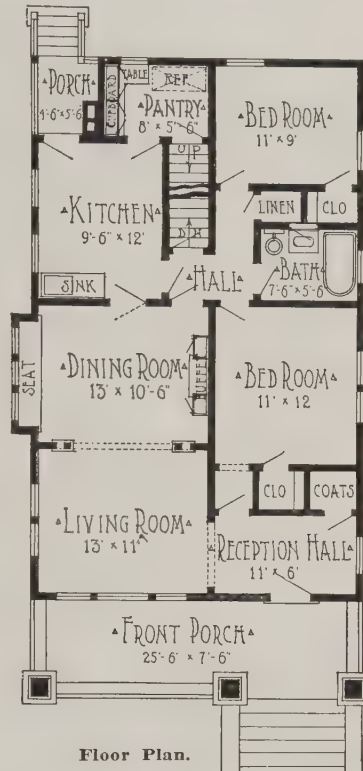 PORCH
4'-6" x 5'-6
CUPBOARD
TABLE
REF.
PANTRY
8' x 5'-6"
BED ROOM
11' x 9'
UP
KITCHEN
9'-6" x 12'
DN
LINEN
CLO
HALL
BATH
7'-6" x 5'-6
SINK
SEAT
DINING ROOM
13' x 10'-6"
BUFFET
BED ROOM
11' x 12
CLO
COATS
LIVING ROOM
13' x 11'
RECEPTION HALL
11' x 6'
FRONT PORCH
25'-6" x 7'-6"
Floor Plan.